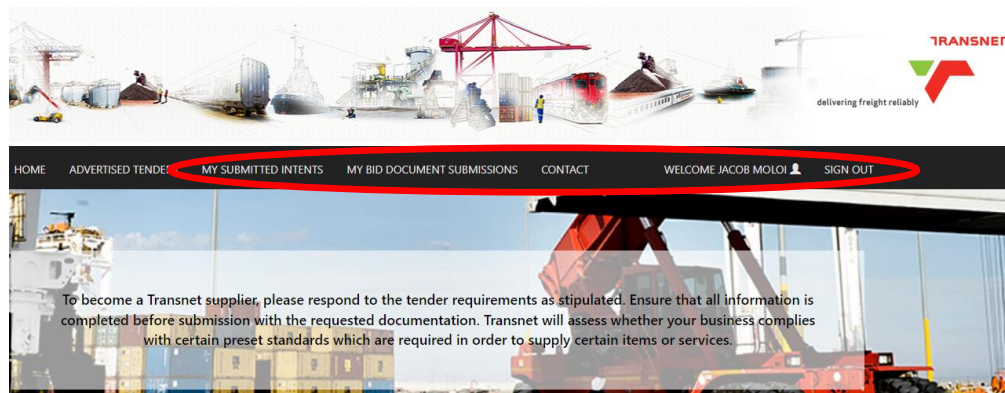 TRANSNET
delivering freight reliably
HOME ADVERTISED TENDE MY SUBMITTED INTENTS MY BID DOCUMENT SUBMISSIONS CONTACT WELCOME JACOB MOLOI SIGN OUT
To become a Transnet supplier, please respond to the tender requirements as stipulated. Ensure that all information is
completed before submission with the requested documentation. Transnet will assess whether your business complies
with certain preset standards which are required in order to supply certain items or services.